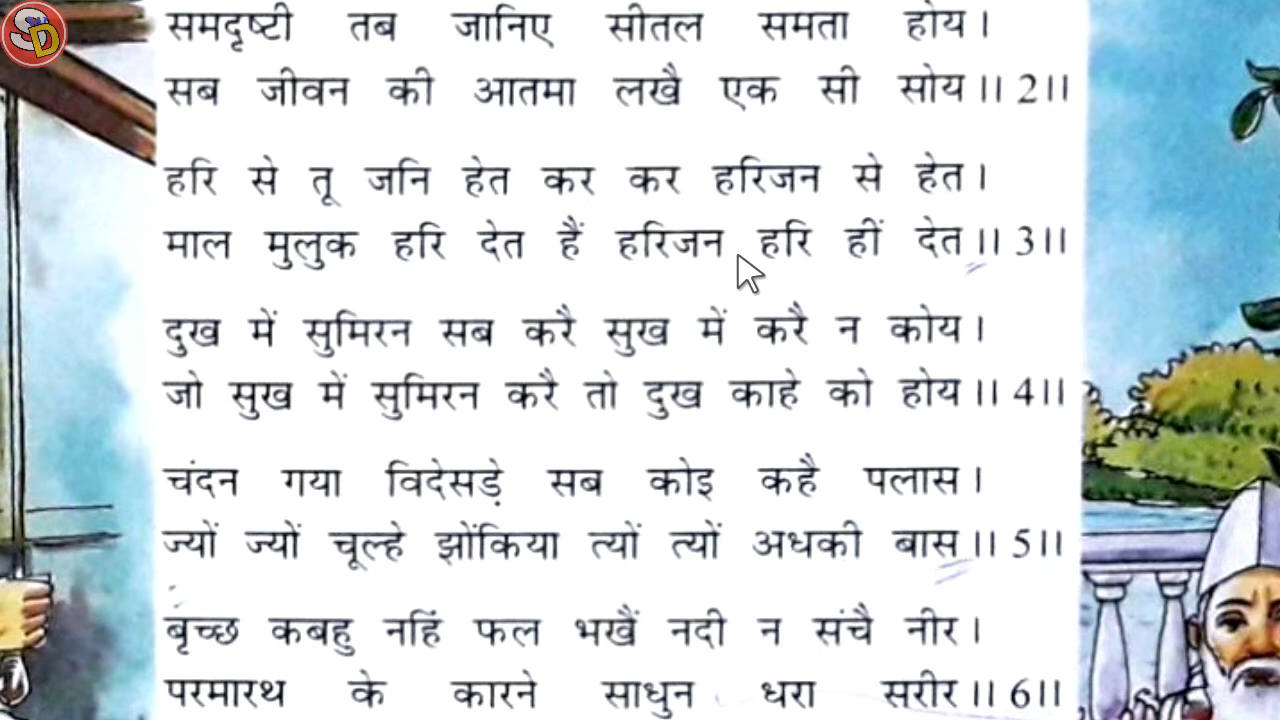 SD
समदृष्टी तब जानिए सीतल समता होय।
सब जीवन की आतमा लखै एक सी सोय॥ 2॥
हरि से तू जनि हेत कर कर हरिजन से हेत।
माल मुलुक हरि देत हैं हरिजन हरि हीं देत॥ 3॥
दुख में सुमिरन सब करै सुख में करै न कोय।
जो सुख में सुमिरन करै तो दुख काहे को होय॥ 4॥
चंदन गया विदेसड़े सब कोइ कहै पलास।
ज्यों ज्यों चूल्हे झोंकिया त्यों त्यों अधकी बास॥ 5॥
बृच्छ कबहु नहिं फल भखैं नदी न संचै नीर।
परमारथ के कारने साधुन धरा सरीर॥ 6॥